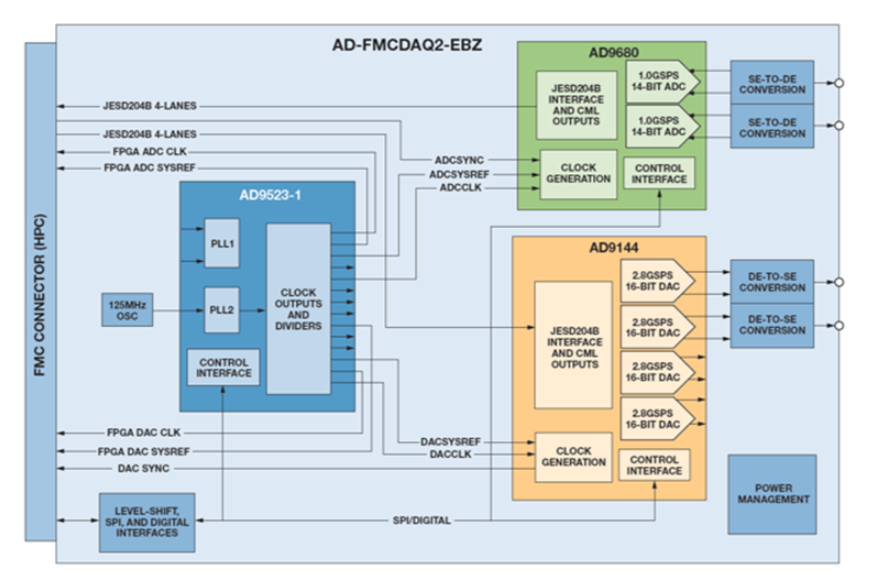 AD-FMCDAQ2-EBZ
FMC CONNECTOR (HPC)
JESD204B 4-LANES
JESD204B 4-LANES
FPGA ADC CLK
FPGA ADC SYSREF
AD9680
JESD204B
INTERFACE
AND CML
OUTPUTS
1.0GSPS
14-BIT ADC
1.0GSPS
14-BIT ADC
SE-TO-DE
CONVERSION
SE-TO-DE
CONVERSION
ADCSYNC
ADCSYSREF
ADCCLK
CLOCK
GENERATION
CONTROL
INTERFACE
AD9523-1
PLL1
PLL2
CLOCK
OUTPUTS
AND
DIVIDERS
CONTROL
INTERFACE
125MHz
OSC
AD9144
JESD204B
INTERFACE
AND CML
OUTPUTS
2.8GSPS
16-BIT DAC
2.8GSPS
16-BIT DAC
2.8GSPS
16-BIT DAC
2.8GSPS
16-BIT DAC
DE-TO-SE
CONVERSION
DE-TO-SE
CONVERSION
FPGA DAC CLK
FPGA DAC SYSREF
DAC SYNC
DACSYSREF
DACCLK
CLOCK
GENERATION
CONTROL
INTERFACE
POWER
MANAGEMENT
LEVEL-SHIFT,
SPI, AND DIGITAL
INTERFACES
SPI/DIGITAL